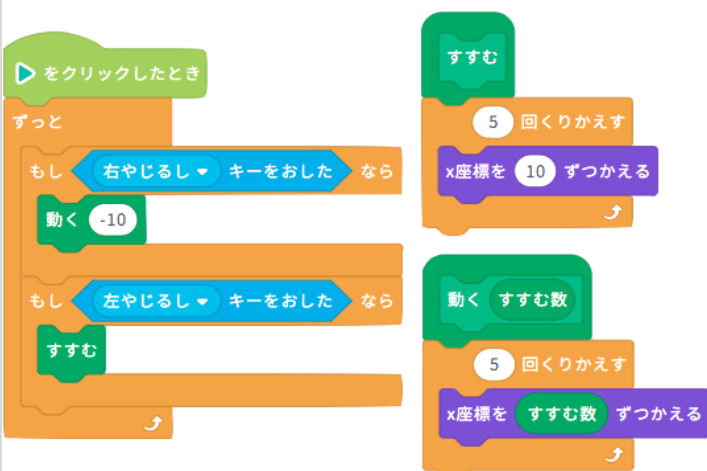 をクリックしたとき
ずっと
もし 右やじるし キーをおした なら
動く -10
もし 左やじるし キーをおした なら
すすむ
すすむ
5 回くりかえす
x座標を 10 ずつかえる
動く すすむ数
5 回くりかえす
x座標を すすむ数 ずつかえる